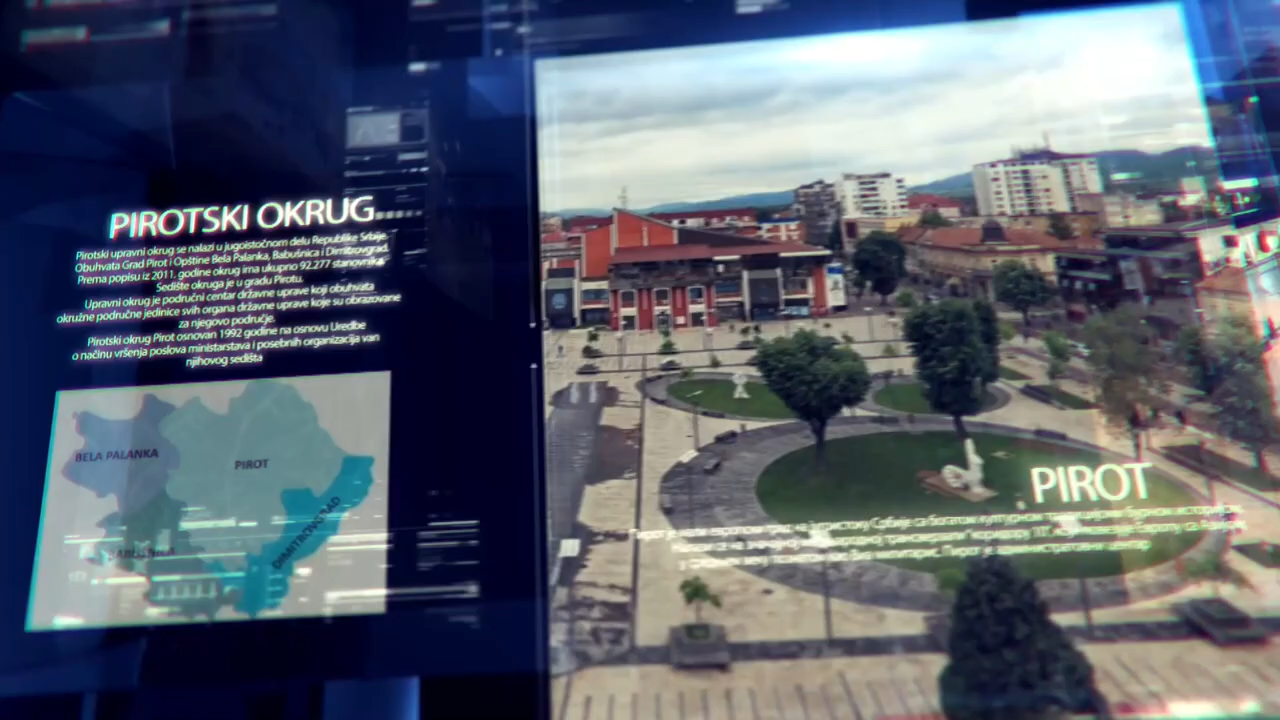 PIROTSKI OKRUG
Pirotski upravni okrug se nalazi u jugoistočnom delu Republike Srbije.
Obuhvata Grad Pirot i Opštine Bela Palanka, Babušnica i Dimitrovgrad.
Prema popisu iz 2011. godine okrug ima ukupno 92.277 stanovnika.
Sedište okruga je u gradu Pirotu.
Upravni okrug je područni centar državne uprave koji obuhvata
okružne područne jedinice svih organa državne uprave koje su obrazovane
za njegovo područje.
Pirotski okrug Pirot osnovan 1992 godine na osnovu Uredbe
o načinu vršenja poslova ministarstava i posebnih organizacija van
njihovog sedišta
BELA PALANKA
PIROT
DIMITROVGRAD
BABUŠNICA
PIROT